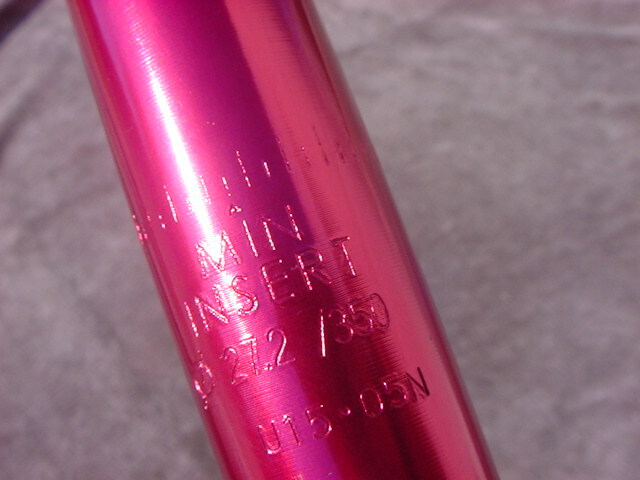 MIN
INSERT
⌀ 27.2 /350
U15·05N